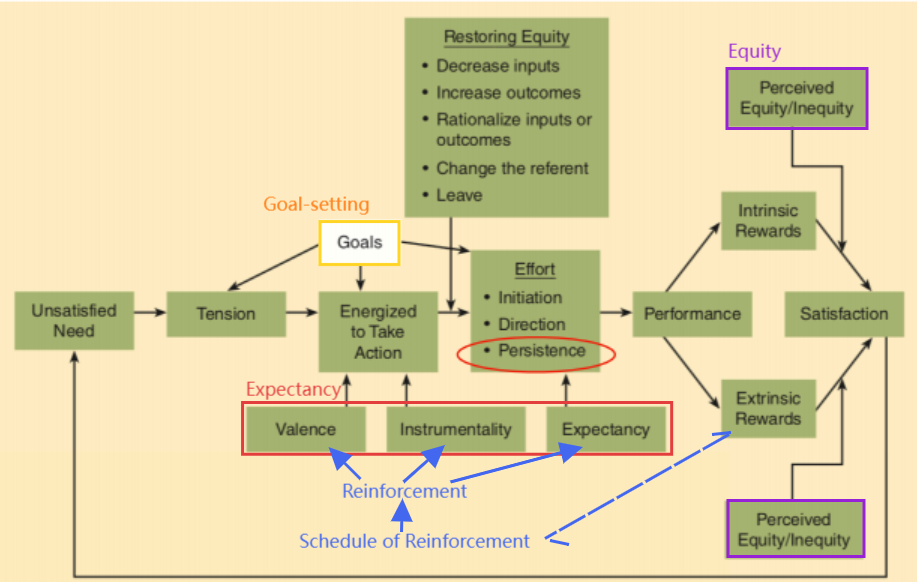 Restoring Equity
• Decrease inputs
• Increase outcomes
• Rationalize inputs or
outcomes
• Change the referent
• Leave
Equity
Perceived
Equity/Inequity
Goal-setting
Goals
Intrinsic
Rewards
Unsatisfied
Need
Tension
Energized
to Take
Action
Effort
• Initiation
• Direction
• Persistence
Performance
Satisfaction
Expectancy
Valence
Instrumentality
Expectancy
Extrinsic
Rewards
Reinforcement
Schedule of Reinforcement
Perceived
Equity/Inequity